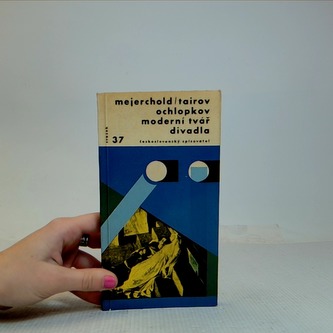 mejerchold/tairov
ochlopkov
moderní tvář
divadla
37
československý spisovatel